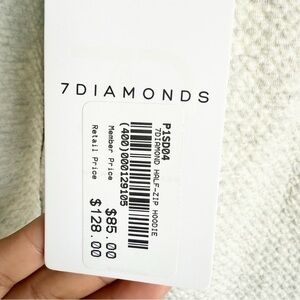 7DIAMONDS
P1SD04
7DIAMOND HALF-ZIP HOODIE
(400)000129105
Member Price $85.00
Retail Price $128.00